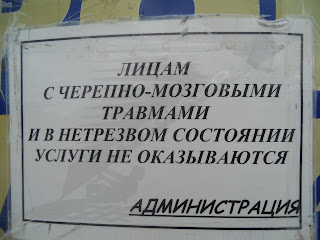 ЛИЦАМ
С ЧЕРЕПНО-МОЗГОВЫМИ
ТРАВМАМИ
И В НЕТРЕЗВОМ СОСТОЯНИИ
УСЛУГИ НЕ ОКАЗЫВАЮТСЯ
АДМИНИСТРАЦИЯ